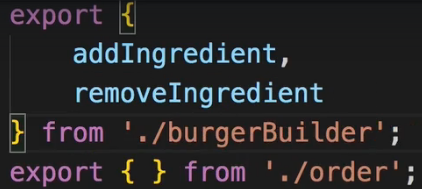 export {
addIngredient,
removeIngredient
} from './burgerBuilder';
export { } from './order';